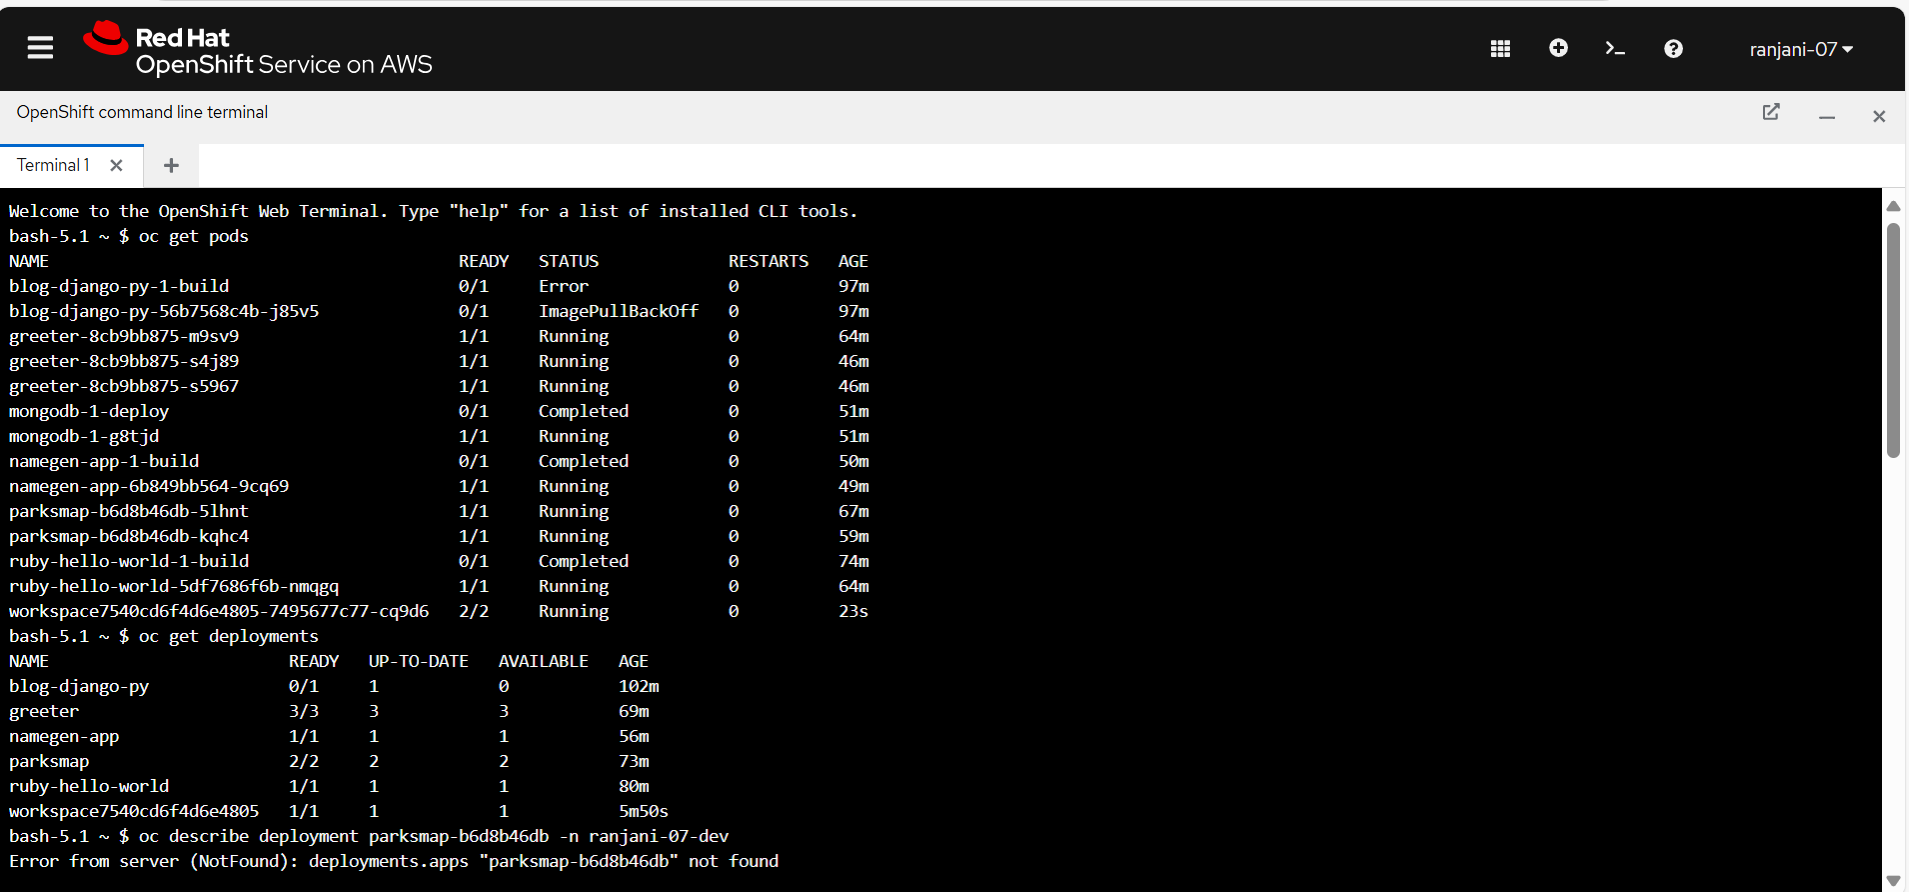 Red Hat
OpenShift Service on AWS
ranjani-07
OpenShift command line terminal
Terminal 1
Welcome to the OpenShift Web Terminal. Type "help" for a list of installed CLI tools.
bash-5.1 ~ $ oc get pods
NAME READY STATUS RESTARTS AGE
blog-django-py-1-build 0/1 Error 0 97m
blog-django-py-56b7568c4b-j85v5 0/1 ImagePullBackOff 0 97m
greeter-8cb9bb875-m9sv9 1/1 Running 0 64m
greeter-8cb9bb875-s4j89 1/1 Running 0 46m
greeter-8cb9bb875-s5967 1/1 Running 0 46m
mongodb-1-deploy 0/1 Completed 0 51m
mongodb-1-g8tjd 1/1 Running 0 51m
namegen-app-1-build 0/1 Completed 0 50m
namegen-app-6b849bb564-9cq69 1/1 Running 0 49m
parksmap-b6d8b46db-5lhnt 1/1 Running 0 67m
parksmap-b6d8b46db-kqhc4 1/1 Running 0 59m
ruby-hello-world-1-build 0/1 Completed 0 74m
ruby-hello-world-5df7686f6b-nmqgq 1/1 Running 0 64m
workspace7540cd6f4d6e4805-7495677c77-cq9d6 2/2 Running 0 23s
bash-5.1 ~ $ oc get deployments
NAME READY UP-TO-DATE AVAILABLE AGE
blog-django-py 0/1 1 0 102m
greeter 3/3 3 3 69m
namegen-app 1/1 1 1 56m
parksmap 2/2 2 2 73m
ruby-hello-world 1/1 1 1 80m
workspace7540cd6f4d6e4805 1/1 1 1 5m50s
bash-5.1 ~ $ oc describe deployment parksmap-b6d8b46db -n ranjani-07-dev
Error from server (NotFound): deployments.apps "parksmap-b6d8b46db" not found